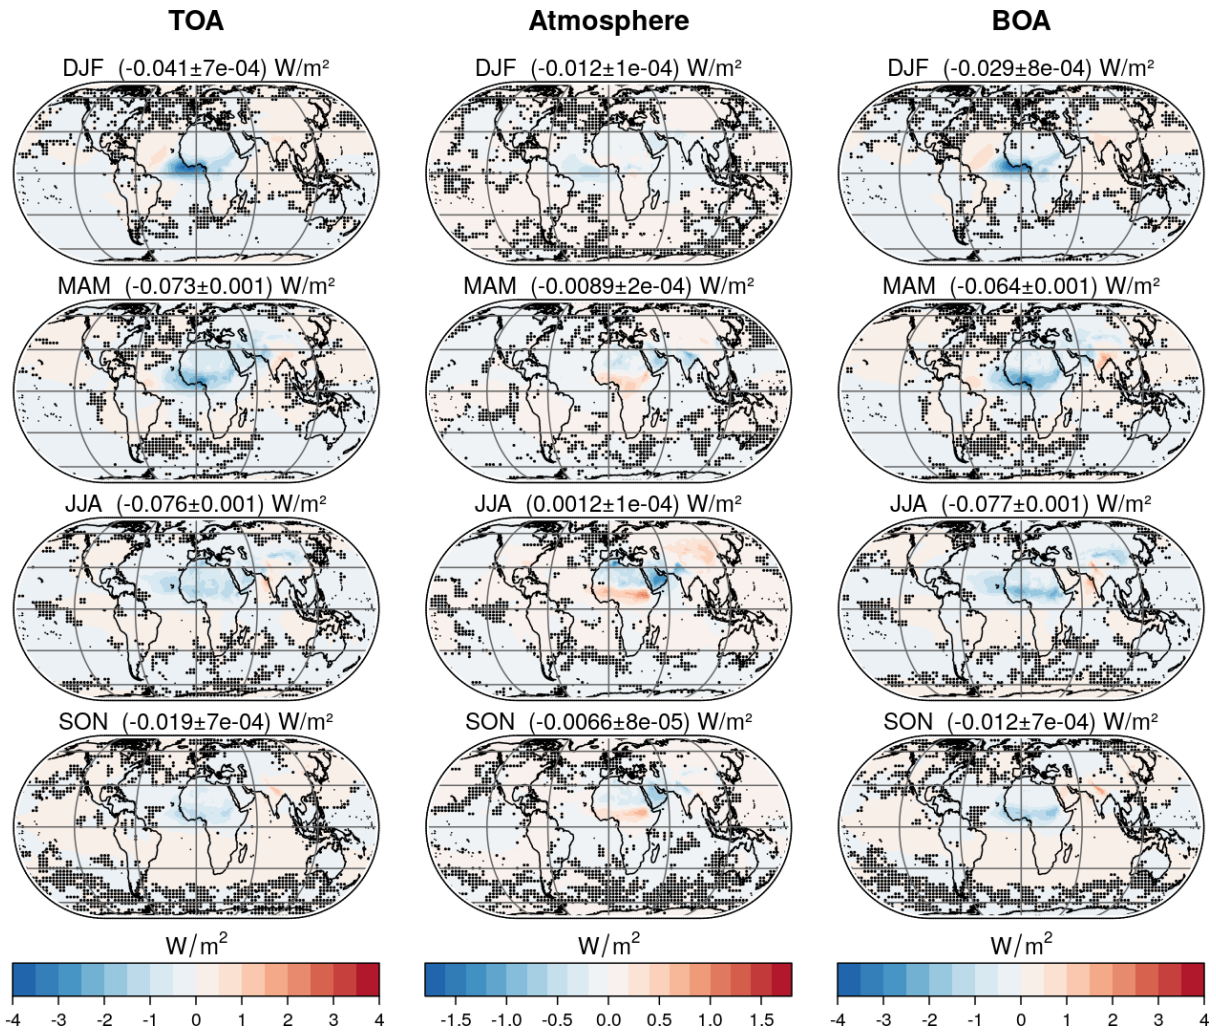 TOA Atmosphere BOA
DJF (-0.041±7e-04) W/m² DJF (-0.012±1e-04) W/m² DJF (-0.029±8e-04) W/m²
MAM (-0.073±0.001) W/m² MAM (-0.0089±2e-04) W/m² MAM (-0.064±0.001) W/m²
JJA (-0.076±0.001) W/m² JJA (0.0012±1e-04) W/m² JJA (-0.077±0.001) W/m²
SON (-0.019±7e-04) W/m² SON (-0.0066±8e-05) W/m² SON (-0.012±7e-04) W/m²
W/m² W/m² W/m²
-4 -3 -2 -1 0 1 2 3 4 -1.5 -1.0 -0.5 0.0 0.5 1.0 1.5 -4 -3 -2 -1 0 1 2 3 4